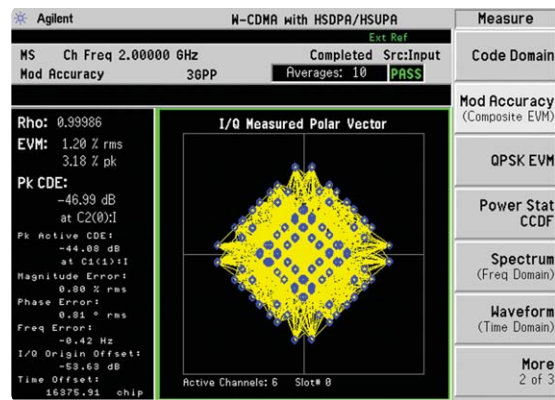 Agilent W-CDMA with HSDPA/HSUPA Measure
Ext Ref
MS Ch Freq 2.00000 GHz Completed Src:Input
Mod Accuracy 3GPP Averages: 10 PASS
Code Domain
Mod Accuracy
(Composite EVM)
QPSK EVM
Power Stat
CCDF
Spectrum
(Freq Domain)
Waveform
(Time Domain)
More
2 of 3
Rho: 0.99986
EVM: 1.20 % rms
3.18 % pk
Pk CDE:
-46.99 dB
at C2(0):I
Pk Active CDE:
-44.08 dB
at C1(1):I
Magnitude Error:
0.80 % rms
Phase Error:
0.81 ° rms
Freq Error:
-0.42 Hz
I/Q Origin Offset:
-53.63 dB
Time Offset:
16375.91 chip
I/Q Measured Polar Vector
Active Channels: 6 Slot# 0